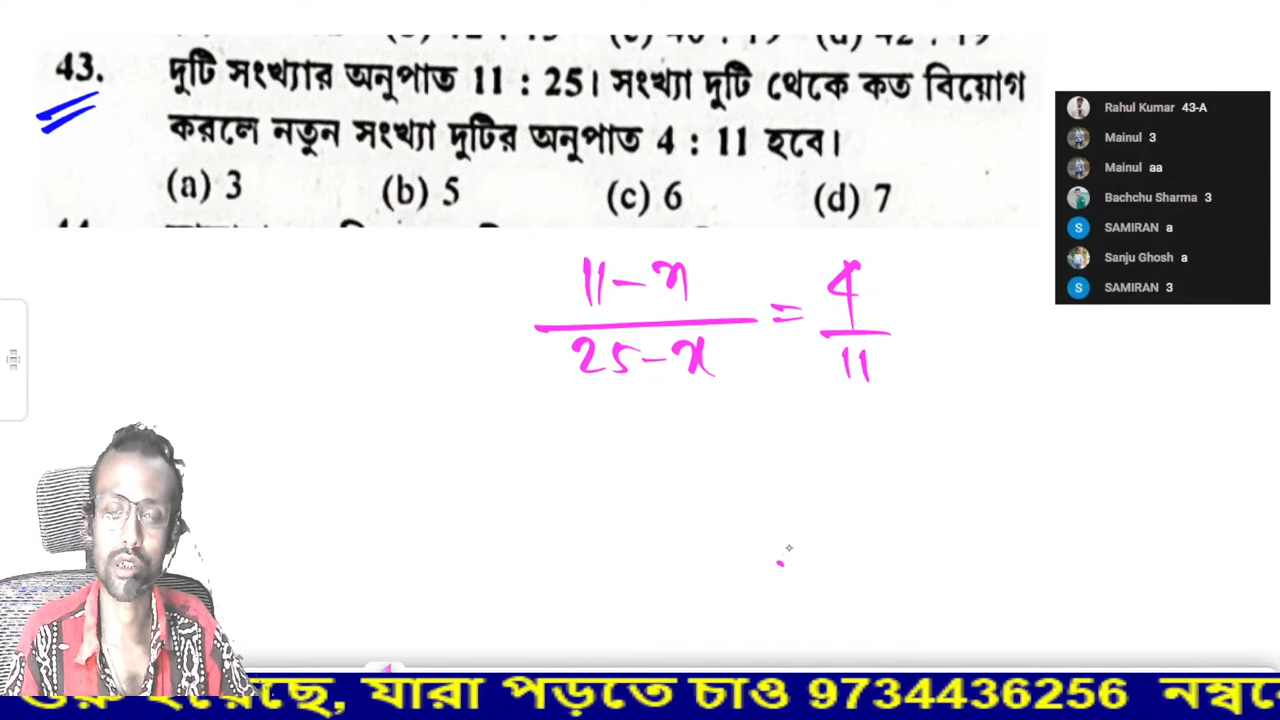 43. দুটি সংখ্যার অনুপাত 11 : 25। সংখ্যা দুটি থেকে কত বিয়োগ
করলে নতুন সংখ্যা দুটির অনুপাত 4 : 11 হবে।
(a) 3 (b) 5 (c) 6 (d) 7
Rahul Kumar 43-A
Mainul 3
Mainul aa
Bachchu Sharma 3
S SAMIRAN a
Sanju Ghosh a
S SAMIRAN 3
11-x
25-x
=
4
11
হয়েছে, যারা পড়তে চাও 9734436256